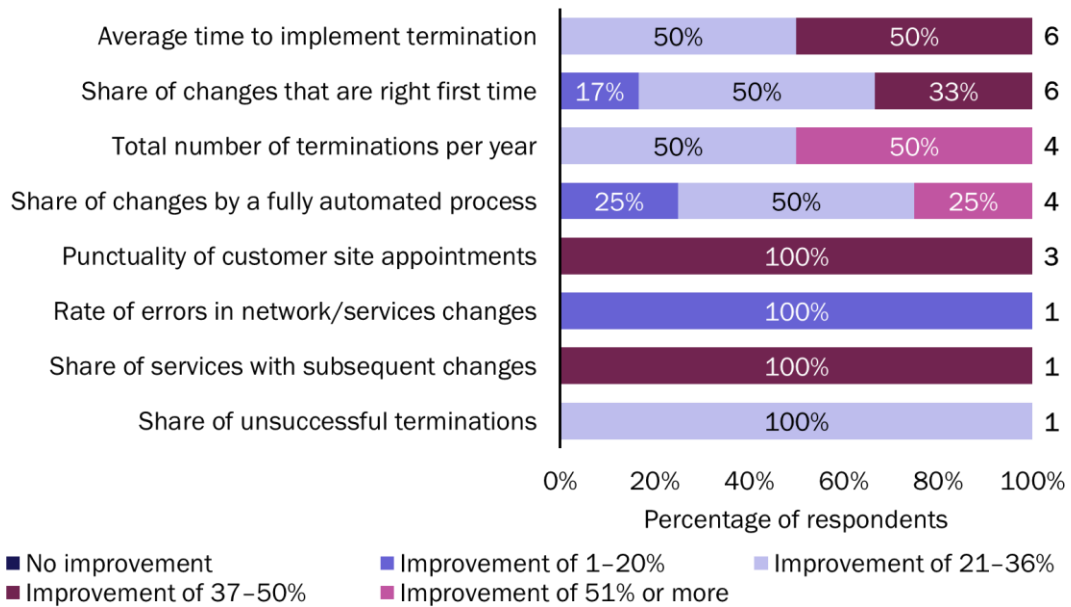 Average time to implement termination 50% 50% 6
Share of changes that are right first time 17% 50% 33% 6
Total number of terminations per year 50% 50% 4
Share of changes by a fully automated process 25% 50% 25% 4
Punctuality of customer site appointments 100% 3
Rate of errors in network/services changes 100% 1
Share of services with subsequent changes 100% 1
Share of unsuccessful terminations 100% 1
0% 20% 40% 60% 80% 100%
Percentage of respondents
No improvement Improvement of 1–20% Improvement of 21–36%
Improvement of 37–50% Improvement of 51% or more